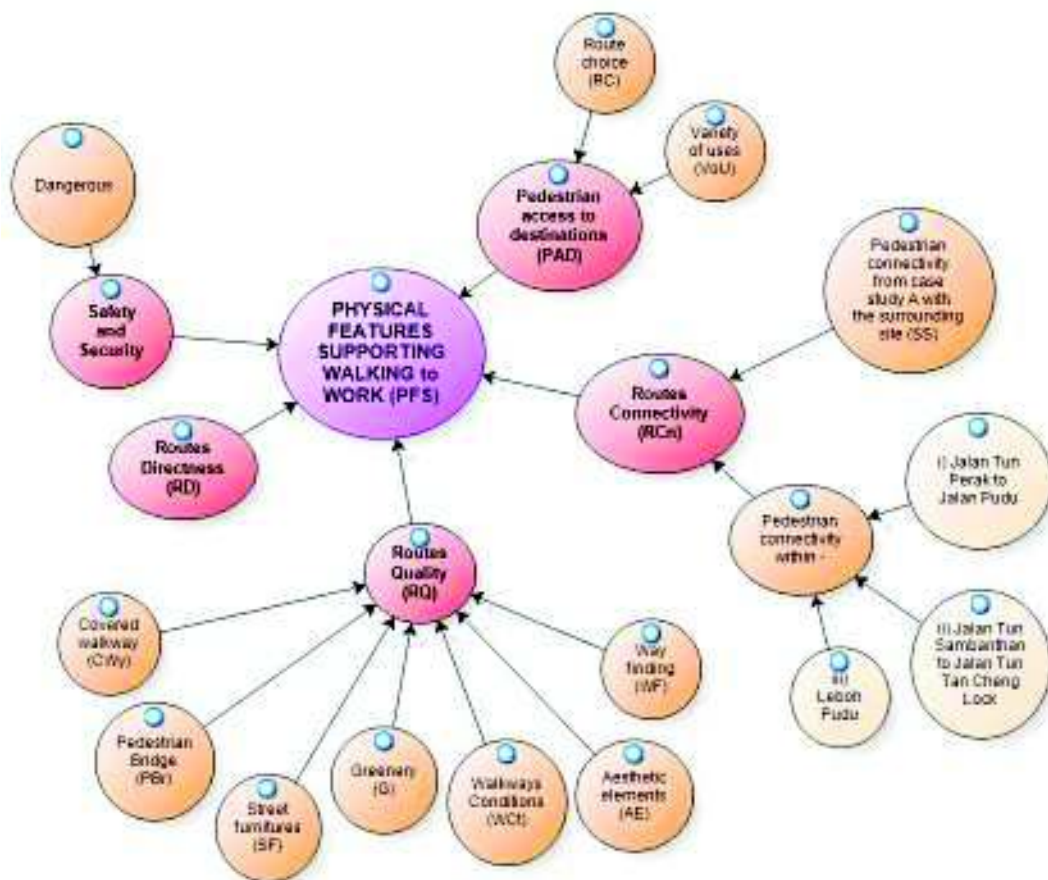 Route
choice
(RC)
Variety
of uses
(VoU)
Dangerous
Pedestrian
access to
destinations
(PAD)
Pedestrian
connectivity
from case
study A with
the surrounding
site (SS)
Safety
and
Security
PHYSICAL
FEATURES
SUPPORTING
WALKING to
WORK (PFS)
Routes
Connectivity
(RCn)
Routes
Directness
(RD)
i) Jalan Tun
Perak to
Jalan Pudu
Pedestrian
connectivity
within -
Routes
Quality
(RQ)
Covered
walkway
(CWy)
Way
finding
(WF)
ii) Jalan Tun
Sambanthan
to Jalan Tun
Tan Cheng
Lock
iii)
Leboh
Pudu
Pedestrian
Bridge
(PBr)
Greenery
(G)
Walkways
Conditions
(WCt)
Aesthetic
elements
(AE)
Street
furnitures
(SF)